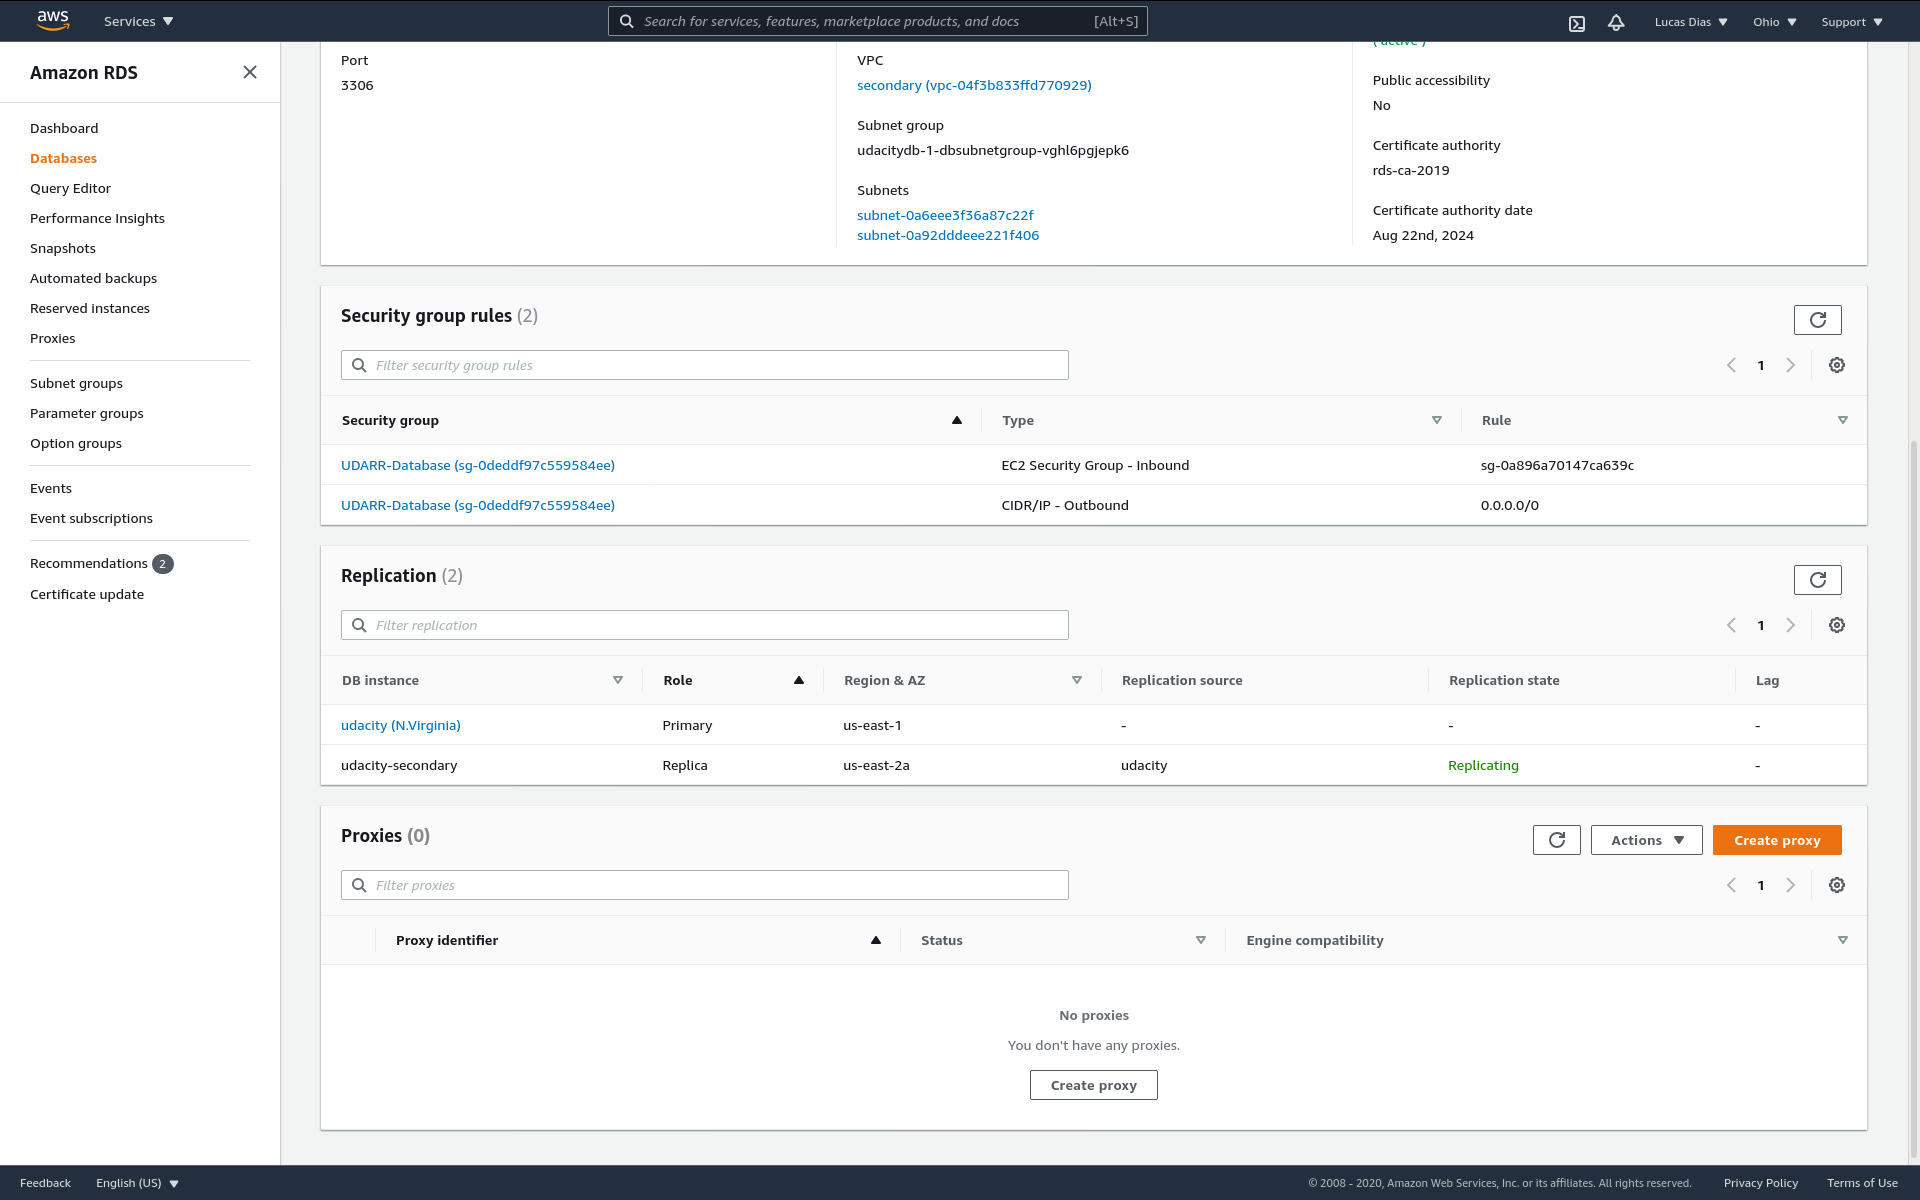 aws
Services
Search for services, features, marketplace products, and docs
[Alt+S]
Lucas Dias
Ohio
Support
Amazon RDS
Dashboard
Databases
Query Editor
Performance Insights
Snapshots
Automated backups
Reserved instances
Proxies
Subnet groups
Parameter groups
Option groups
Events
Event subscriptions
Recommendations 2
Certificate update
Port
3306
VPC
secondary (vpc-04f3b833ffd770929)
Subnet group
udacitydb-1-dbsubnetgroup-vghl6pgjepk6
Subnets
subnet-0a6eee3f36a87c22f
subnet-0a92dddeee221f406
( active )
Public accessibility
No
Certificate authority
rds-ca-2019
Certificate authority date
Aug 22nd, 2024
Security group rules (2)
Filter security group rules
1
Security group Type Rule
UDARR-Database (sg-0deddf97c559584ee) EC2 Security Group - Inbound sg-0a896a70147ca639c
UDARR-Database (sg-0deddf97c559584ee) CIDR/IP - Outbound 0.0.0.0/0
Replication (2)
Filter replication
1
DB instance Role Region & AZ Replication source Replication state Lag
udacity (N.Virginia) Primary us-east-1 - - -
udacity-secondary Replica us-east-2a udacity Replicating -
Proxies (0)
Actions
Create proxy
Filter proxies
1
Proxy identifier Status Engine compatibility
No proxies
You don't have any proxies.
Create proxy
Feedback
English (US)
© 2008 - 2020, Amazon Web Services, Inc. or its affiliates. All rights reserved.
Privacy Policy
Terms of Use